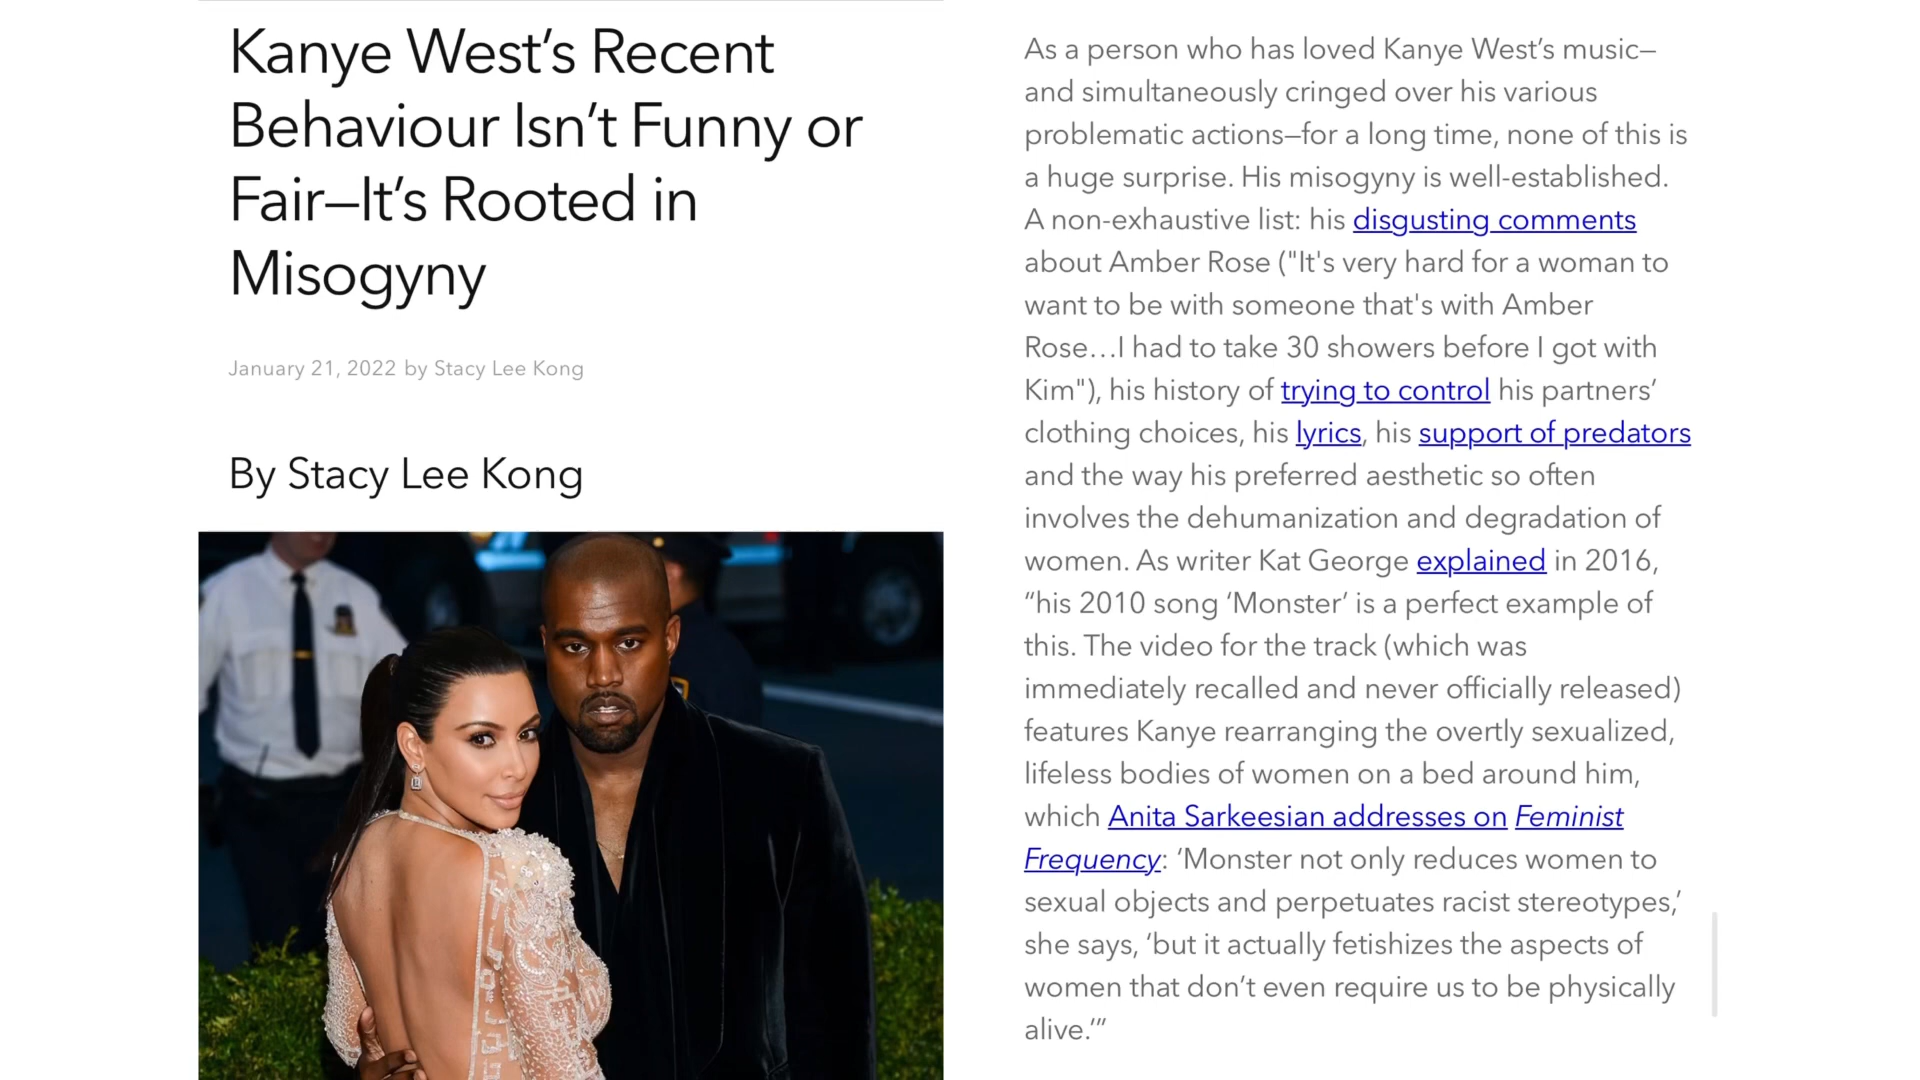 Kanye West’s Recent
Behaviour Isn’t Funny or
Fair—It’s Rooted in
Misogyny
January 21, 2022 by Stacy Lee Kong
By Stacy Lee Kong
As a person who has loved Kanye West’s music—
and simultaneously cringed over his various
problematic actions—for a long time, none of this is
a huge surprise. His misogyny is well-established.
A non-exhaustive list: his disgusting comments
about Amber Rose ("It's very hard for a woman to
want to be with someone that's with Amber
Rose…I had to take 30 showers before I got with
Kim"), his history of trying to control his partners’
clothing choices, his lyrics, his support of predators
and the way his preferred aesthetic so often
involves the dehumanization and degradation of
women. As writer Kat George explained in 2016,
“his 2010 song ‘Monster’ is a perfect example of
this. The video for the track (which was
immediately recalled and never officially released)
features Kanye rearranging the overtly sexualized,
lifeless bodies of women on a bed around him,
which Anita Sarkeesian addresses on Feminist
Frequency: ‘Monster not only reduces women to
sexual objects and perpetuates racist stereotypes,’
she says, ‘but it actually fetishizes the aspects of
women that don’t even require us to be physically
alive.’”